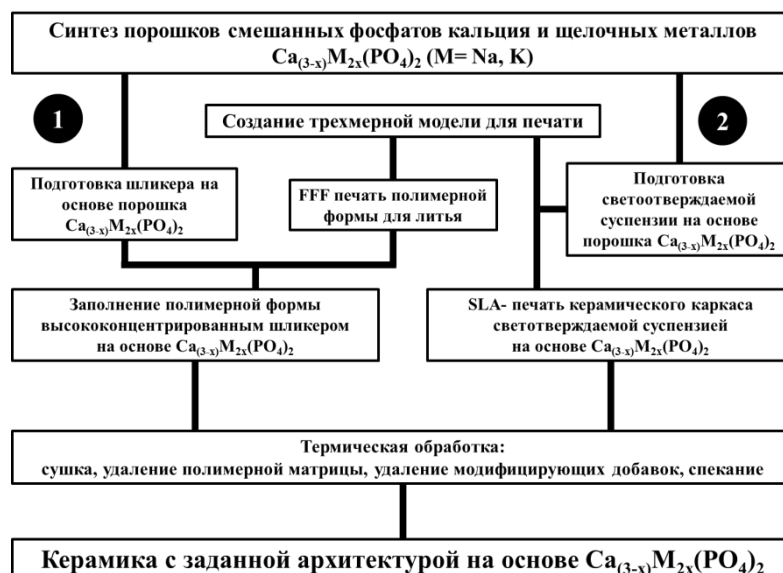 Синтез порошков смешанных фосфатов кальция и щелочных металлов
Ca(3-x)M2x(PO4)2 (M= Na, K)
1
2
Создание трехмерной модели для печати
Подготовка шликера на
основе порошка
Ca(3-x)M2x(PO4)2
FFF печать полимерной
формы для литья
Подготовка
светоотверждаемой
суспензии на основе
порошка Ca(3-x)M2x(PO4)2
Заполнение полимерной формы
высококонцентрированным шликером
на основе Ca(3-x)M2x(PO4)2
SLA- печать керамического каркаса
светотверждаемой суспензией
на основе Ca(3-x)M2x(PO4)2
Термическая обработка:
сушка, удаление полимерной матрицы, удаление модифицирующих добавок, спекание
Керамика с заданной архитектурой на основе Ca(3-x)M2x(PO4)2